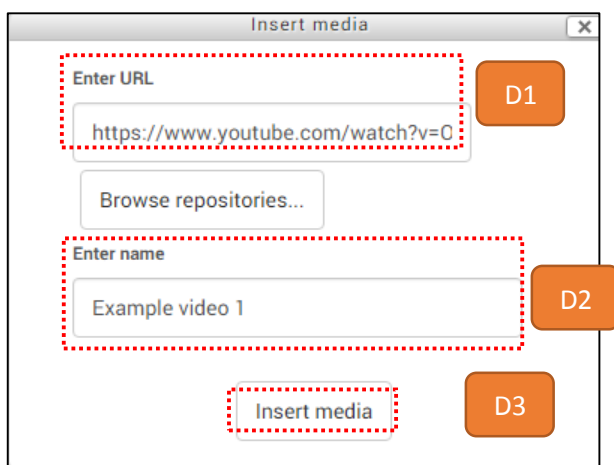 Insert media
Enter URL
D1
https://www.youtube.com/watch?v=O
Browse repositories...
Enter name
Example video 1
D2
Insert media
D3